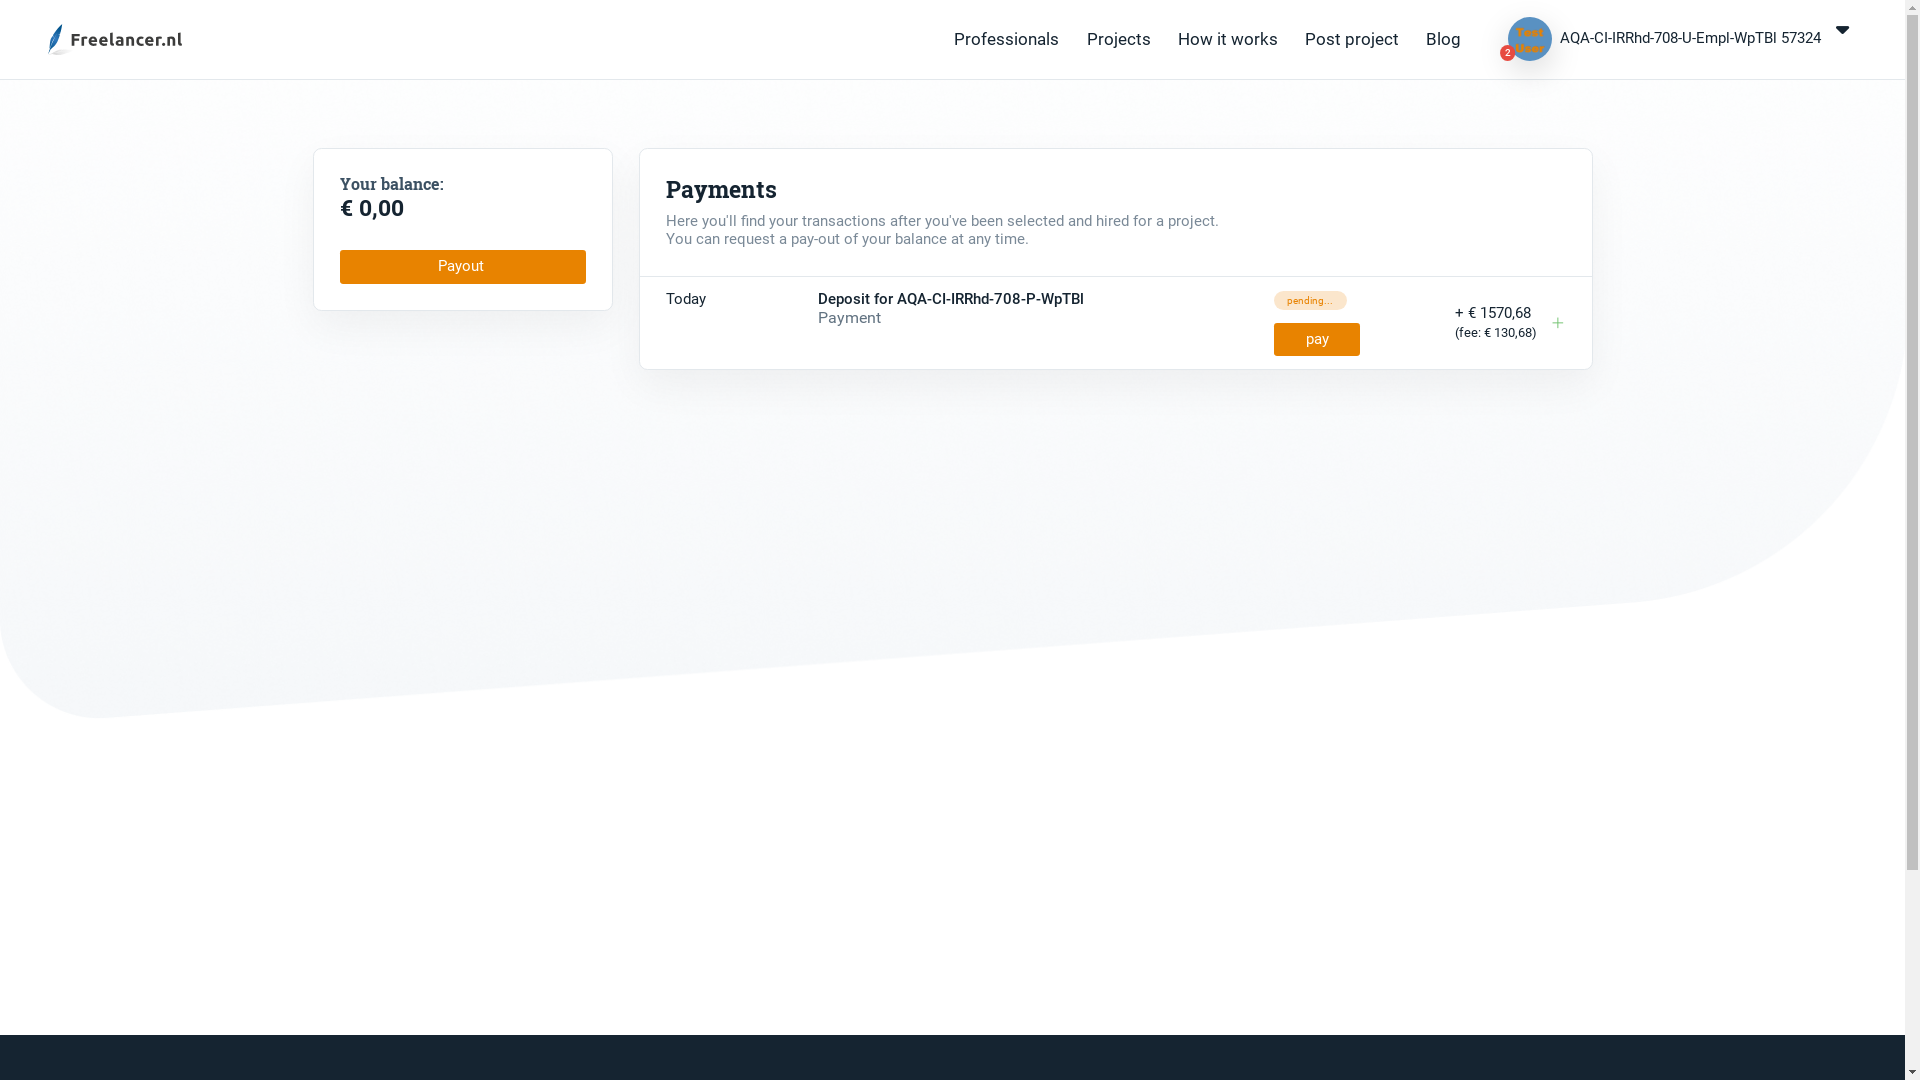 Freelancer.nl
Professionals
Projects
How it works
Post project
Blog
Test
User
2
AQA-CI-IRRhd-708-U-Empl-WpTBl 57324
Your balance:
€ 0,00
Payout
Payments
Here you'll find your transactions after you've been selected and hired for a project.
You can request a pay-out of your balance at any time.
Today
Deposit for AQA-CI-IRRhd-708-P-WpTBl
Payment
pending...
pay
+ € 1570,68
(fee: € 130,68)
+